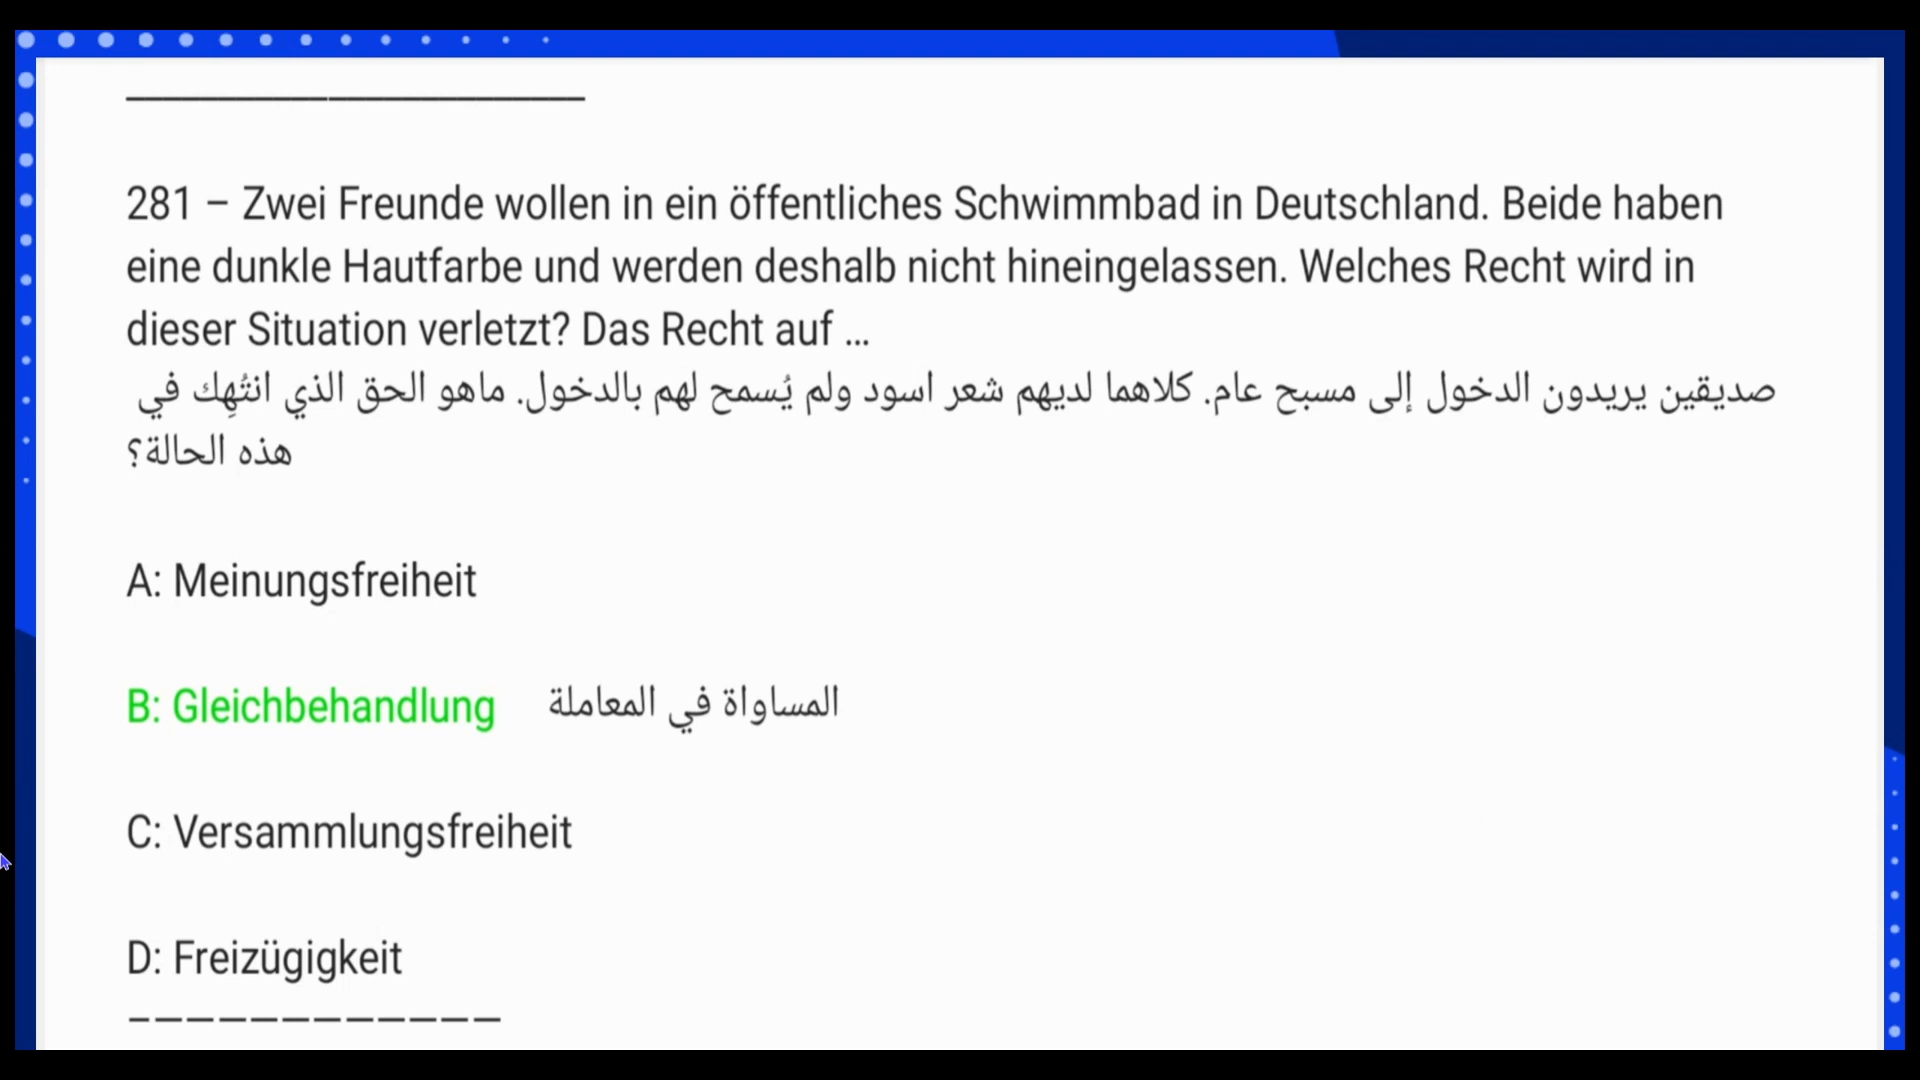 281 – Zwei Freunde wollen in ein öffentliches Schwimmbad in Deutschland. Beide haben
eine dunkle Hautfarbe und werden deshalb nicht hineingelassen. Welches Recht wird in
dieser Situation verletzt? Das Recht auf ...
صديقين يريدون الدخول إلى مسبح عام. كلاهما لديهم شعر اسود ولم يُسمح لهم بالدخول. ماهو الحق الذي انتُهِك في
هذه الحالة؟
A: Meinungsfreiheit
B: Gleichbehandlung المساواة في المعاملة
C: Versammlungsfreiheit
D: Freizügigkeit